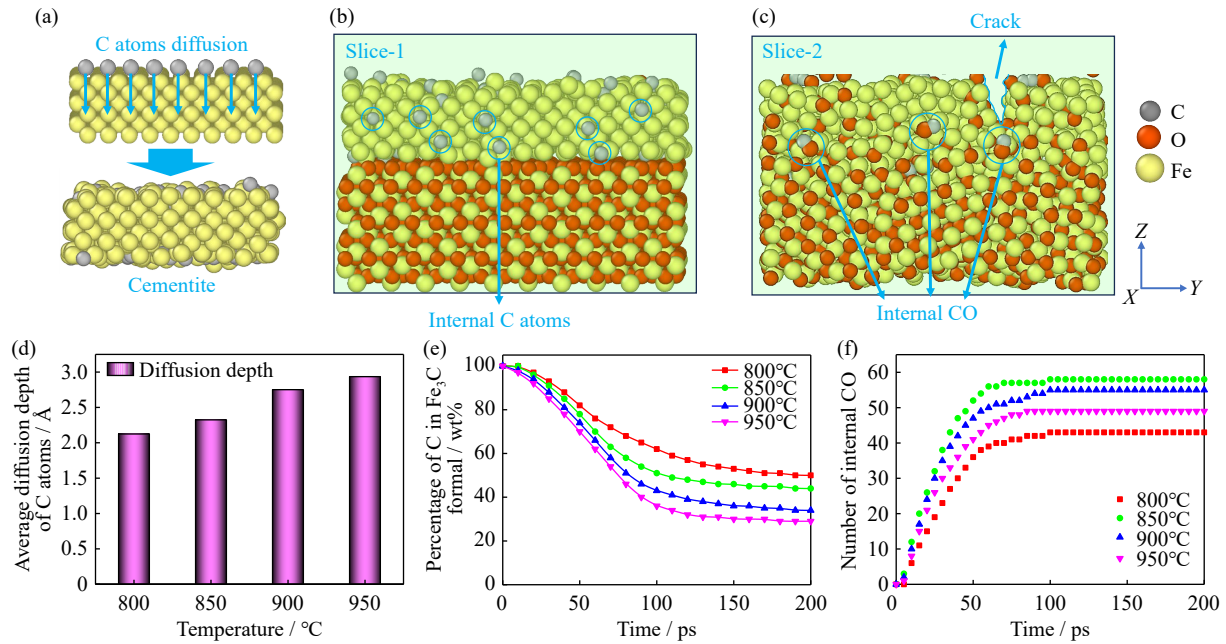 (a)
C atoms diffusion
Cementite
(b)
Slice-1
Internal C atoms
(c)
Crack
Slice-2
Internal CO
C
O
Fe
Z
X
Y
(d)
Average diffusion depth
of C atoms / Å
3.0
2.5
2.0
1.5
1.0
0.5
0
Diffusion depth
800
850
900
950
Temperature / °C
(e)
Percentage of C in Fe₃C
formal / wt%
100
80
60
40
20
0
800°C
850°C
900°C
950°C
0
50
100
150
200
Time / ps
(f)
Number of internal CO
60
50
40
30
20
10
0
800°C
850°C
900°C
950°C
0
50
100
150
200
Time / ps